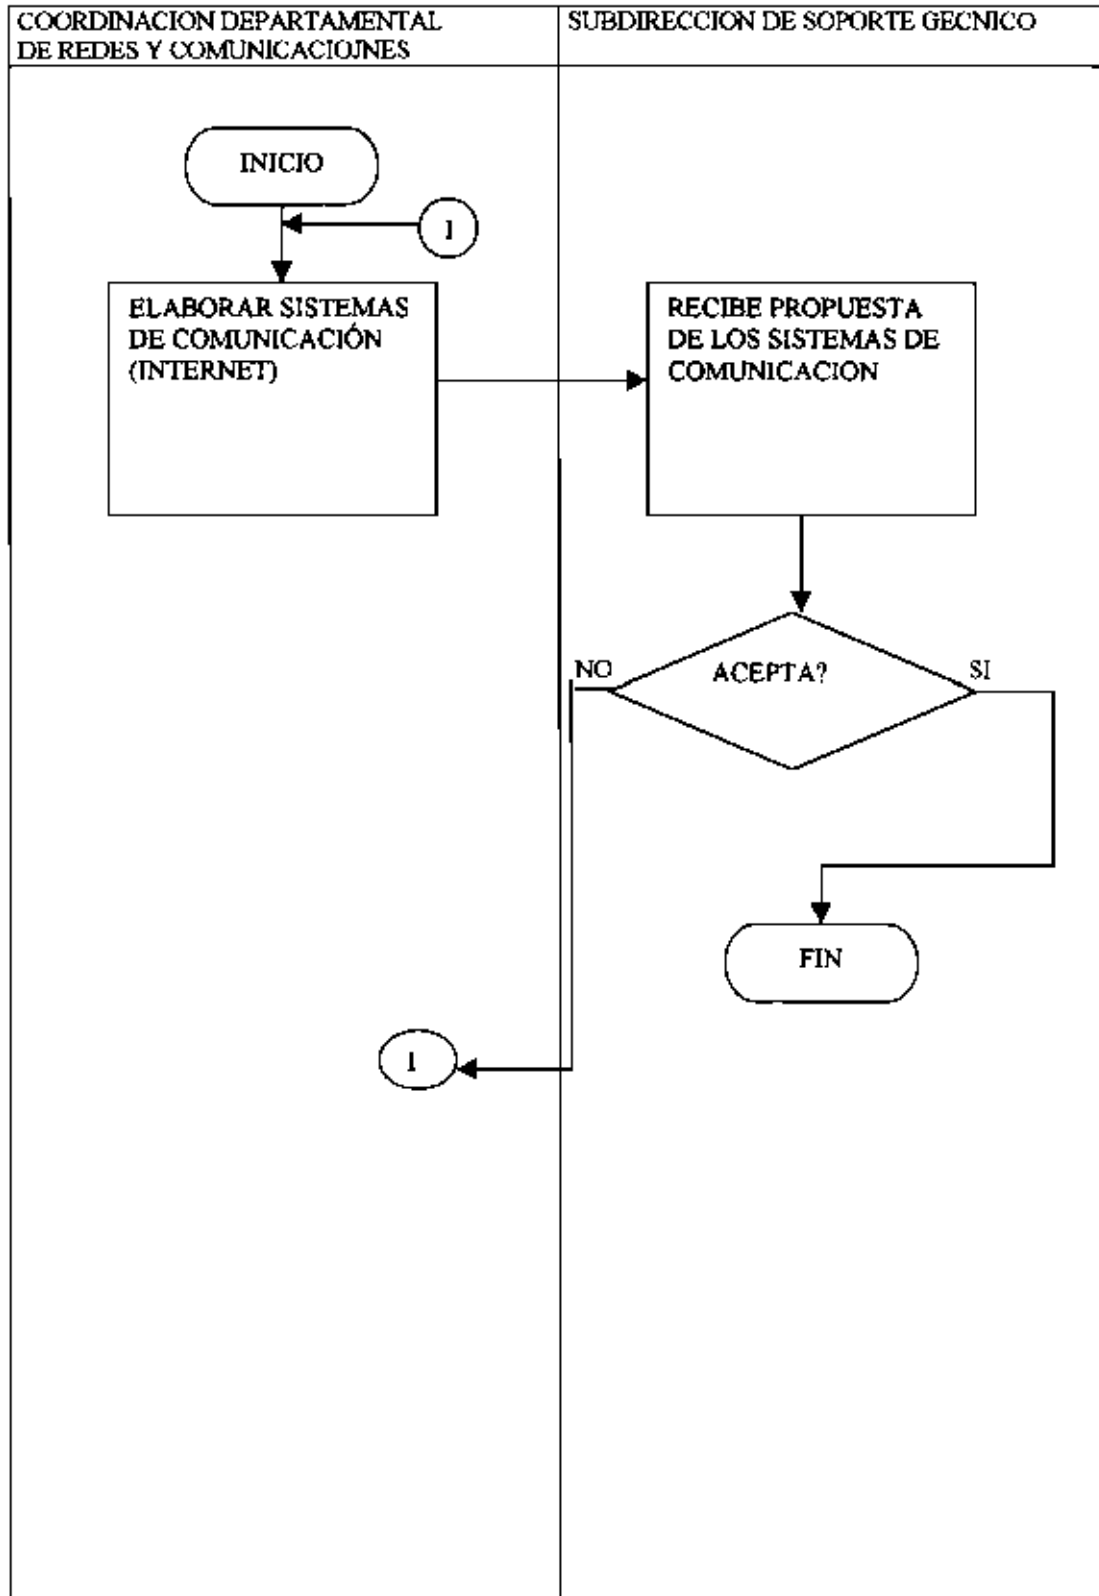 COORDINACION DEPARTAMENTAL
DE REDES Y COMUNICACIOJNES
SUBDIRECCION DE SOPORTE GECNICO
INICIO
1
ELABORAR SISTEMAS
DE COMUNICACIÓN
(INTERNET)
RECIBE PROPUESTA
DE LOS SISTEMAS DE
COMUNICACION
NO
ACEPTA?
SI
FIN
1